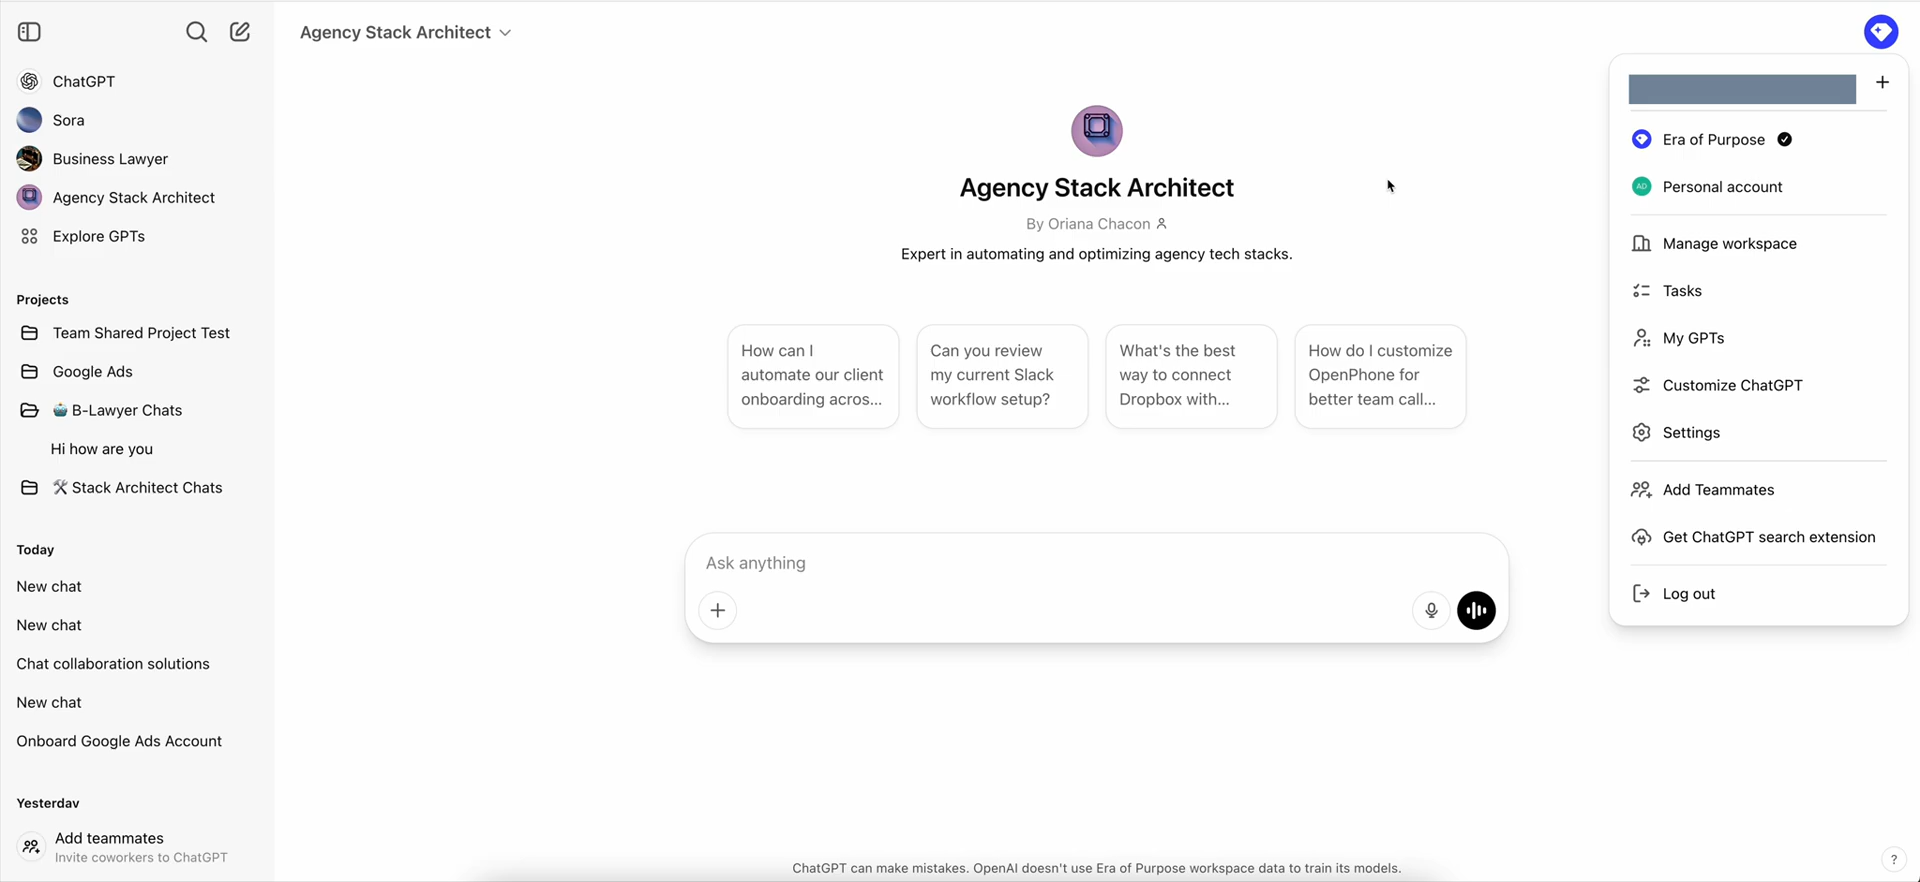 ChatGPT
Sora
Business Lawyer
Agency Stack Architect
Explore GPTs
Projects
Team Shared Project Test
Google Ads
B-Lawyer Chats
Hi how are you
Stack Architect Chats
Today
New chat
New chat
Chat collaboration solutions
New chat
Onboard Google Ads Account
Yesterday
Add teammates
Invite coworkers to ChatGPT
Agency Stack Architect
Agency Stack Architect
By Oriana Chacon
Expert in automating and optimizing agency tech stacks.
How can I
automate our client
onboarding acros...
Can you review
my current Slack
workflow setup?
What's the best
way to connect
Dropbox with...
How do I customize
OpenPhone for
better team call...
Ask anything
ChatGPT can make mistakes. OpenAI doesn't use Era of Purpose workspace data to train its models.
Era of Purpose
AD
Personal account
Manage workspace
Tasks
My GPTs
Customize ChatGPT
Settings
Add Teammates
Get ChatGPT search extension
Log out
?